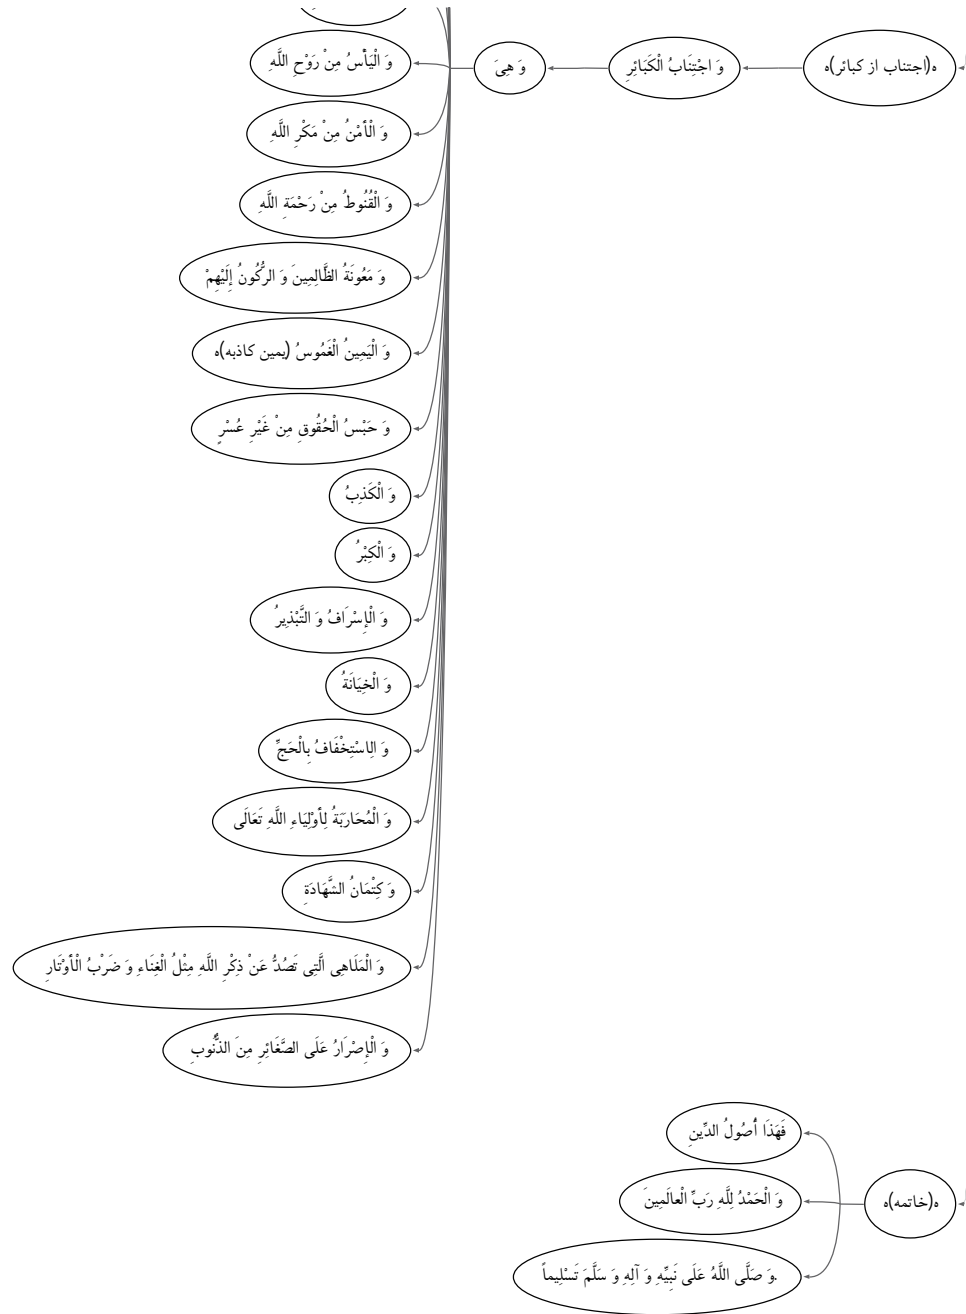 ه(اجتناب از کبائر)ه
وَ اجْتِنَابُ الْكَبَائِرِ
وَ هِیَ
وَ الْيَأْسُ مِنْ رَوْحِ اللَّهِ
وَ الْأَمْنُ مِنْ مَكْرِ اللَّهِ
وَ الْقُنُوطُ مِنْ رَحْمَةِ اللَّهِ
وَ مَعُونَةُ الظَّالِمِينَ وَ الرُّكُونُ إِلَيْهِمْ
وَ الْيَمِينُ الْغَمُوسُ (یمین کاذبه)ه
وَ حَبْسُ الْحُقُوقِ مِنْ غَيْرِ عُسْرٍ
وَ الْكَذِبُ
وَ الْكِبْرُ
وَ الْإِسْرَافُ وَ التَّبْذِيرُ
وَ الْخِيَانَةُ
وَ الِاسْتِخْفَافُ بِالْحَجِّ
وَ الْمُحَارَبَةُ لِأَوْلِيَاءِ اللَّهِ تَعَالَى
وَ كِتْمَانُ الشَّهَادَةِ
وَ الْمَلَاهِی الَّتِی تَصُدُّ عَنْ ذِكْرِ اللَّهِ مِثْلُ الْغِنَاءِ وَ ضَرْبُ الْأَوْتَارِ
وَ الْإِصْرَارُ عَلَى الصَّغَائِرِ مِنَ الذُّنُوبِ
ه(خاتمه)ه
فَهَذَا أُصُولُ الدِّينِ
وَ الْحَمْدُ لِلَّهِ رَبِّ الْعالَمِينَ
.وَ صَلَّى اللَّهُ عَلَى نَبِيِّهِ وَ آلِهِ وَ سَلَّمَ تَسْلِيماً